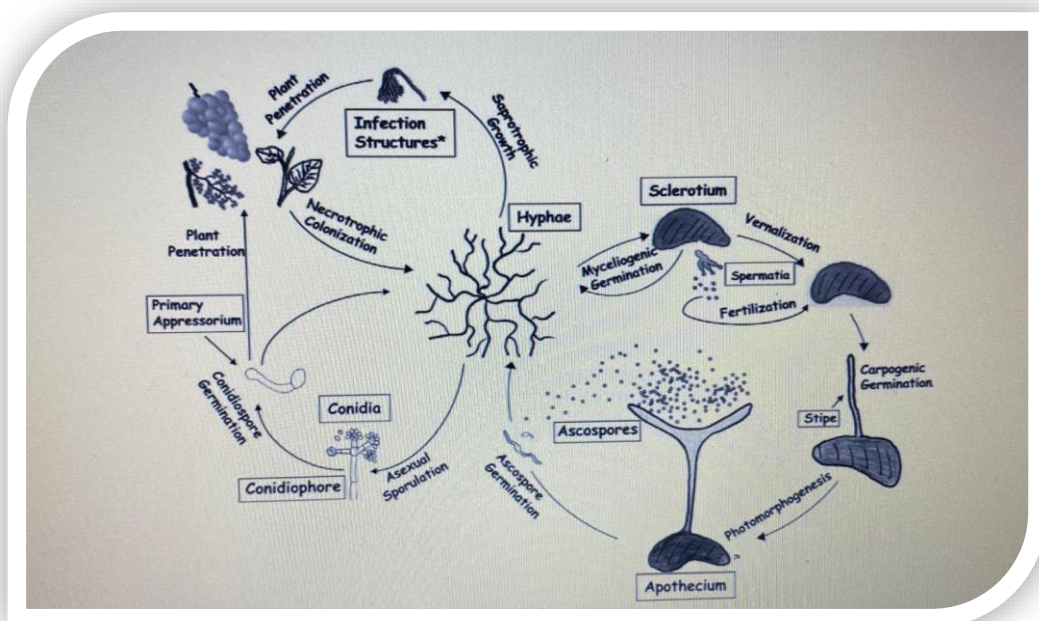 Plant
Penetration
Infection
Structures*
Saprotrophic
Growth
Necrotrophic
Colonization
Hyphae
Plant
Penetration
Primary
Appressorium
Conidiospore
Germination
Conidia
Conidiophore
Asexual
Sporulation
Sclerotium
Vernalization
Myceliogenic
Germination
Spermatia
Fertilization
Carpogenic
Germination
Stipe
Photomorphogenesis
Ascospores
Ascospore
Germination
Apothecium